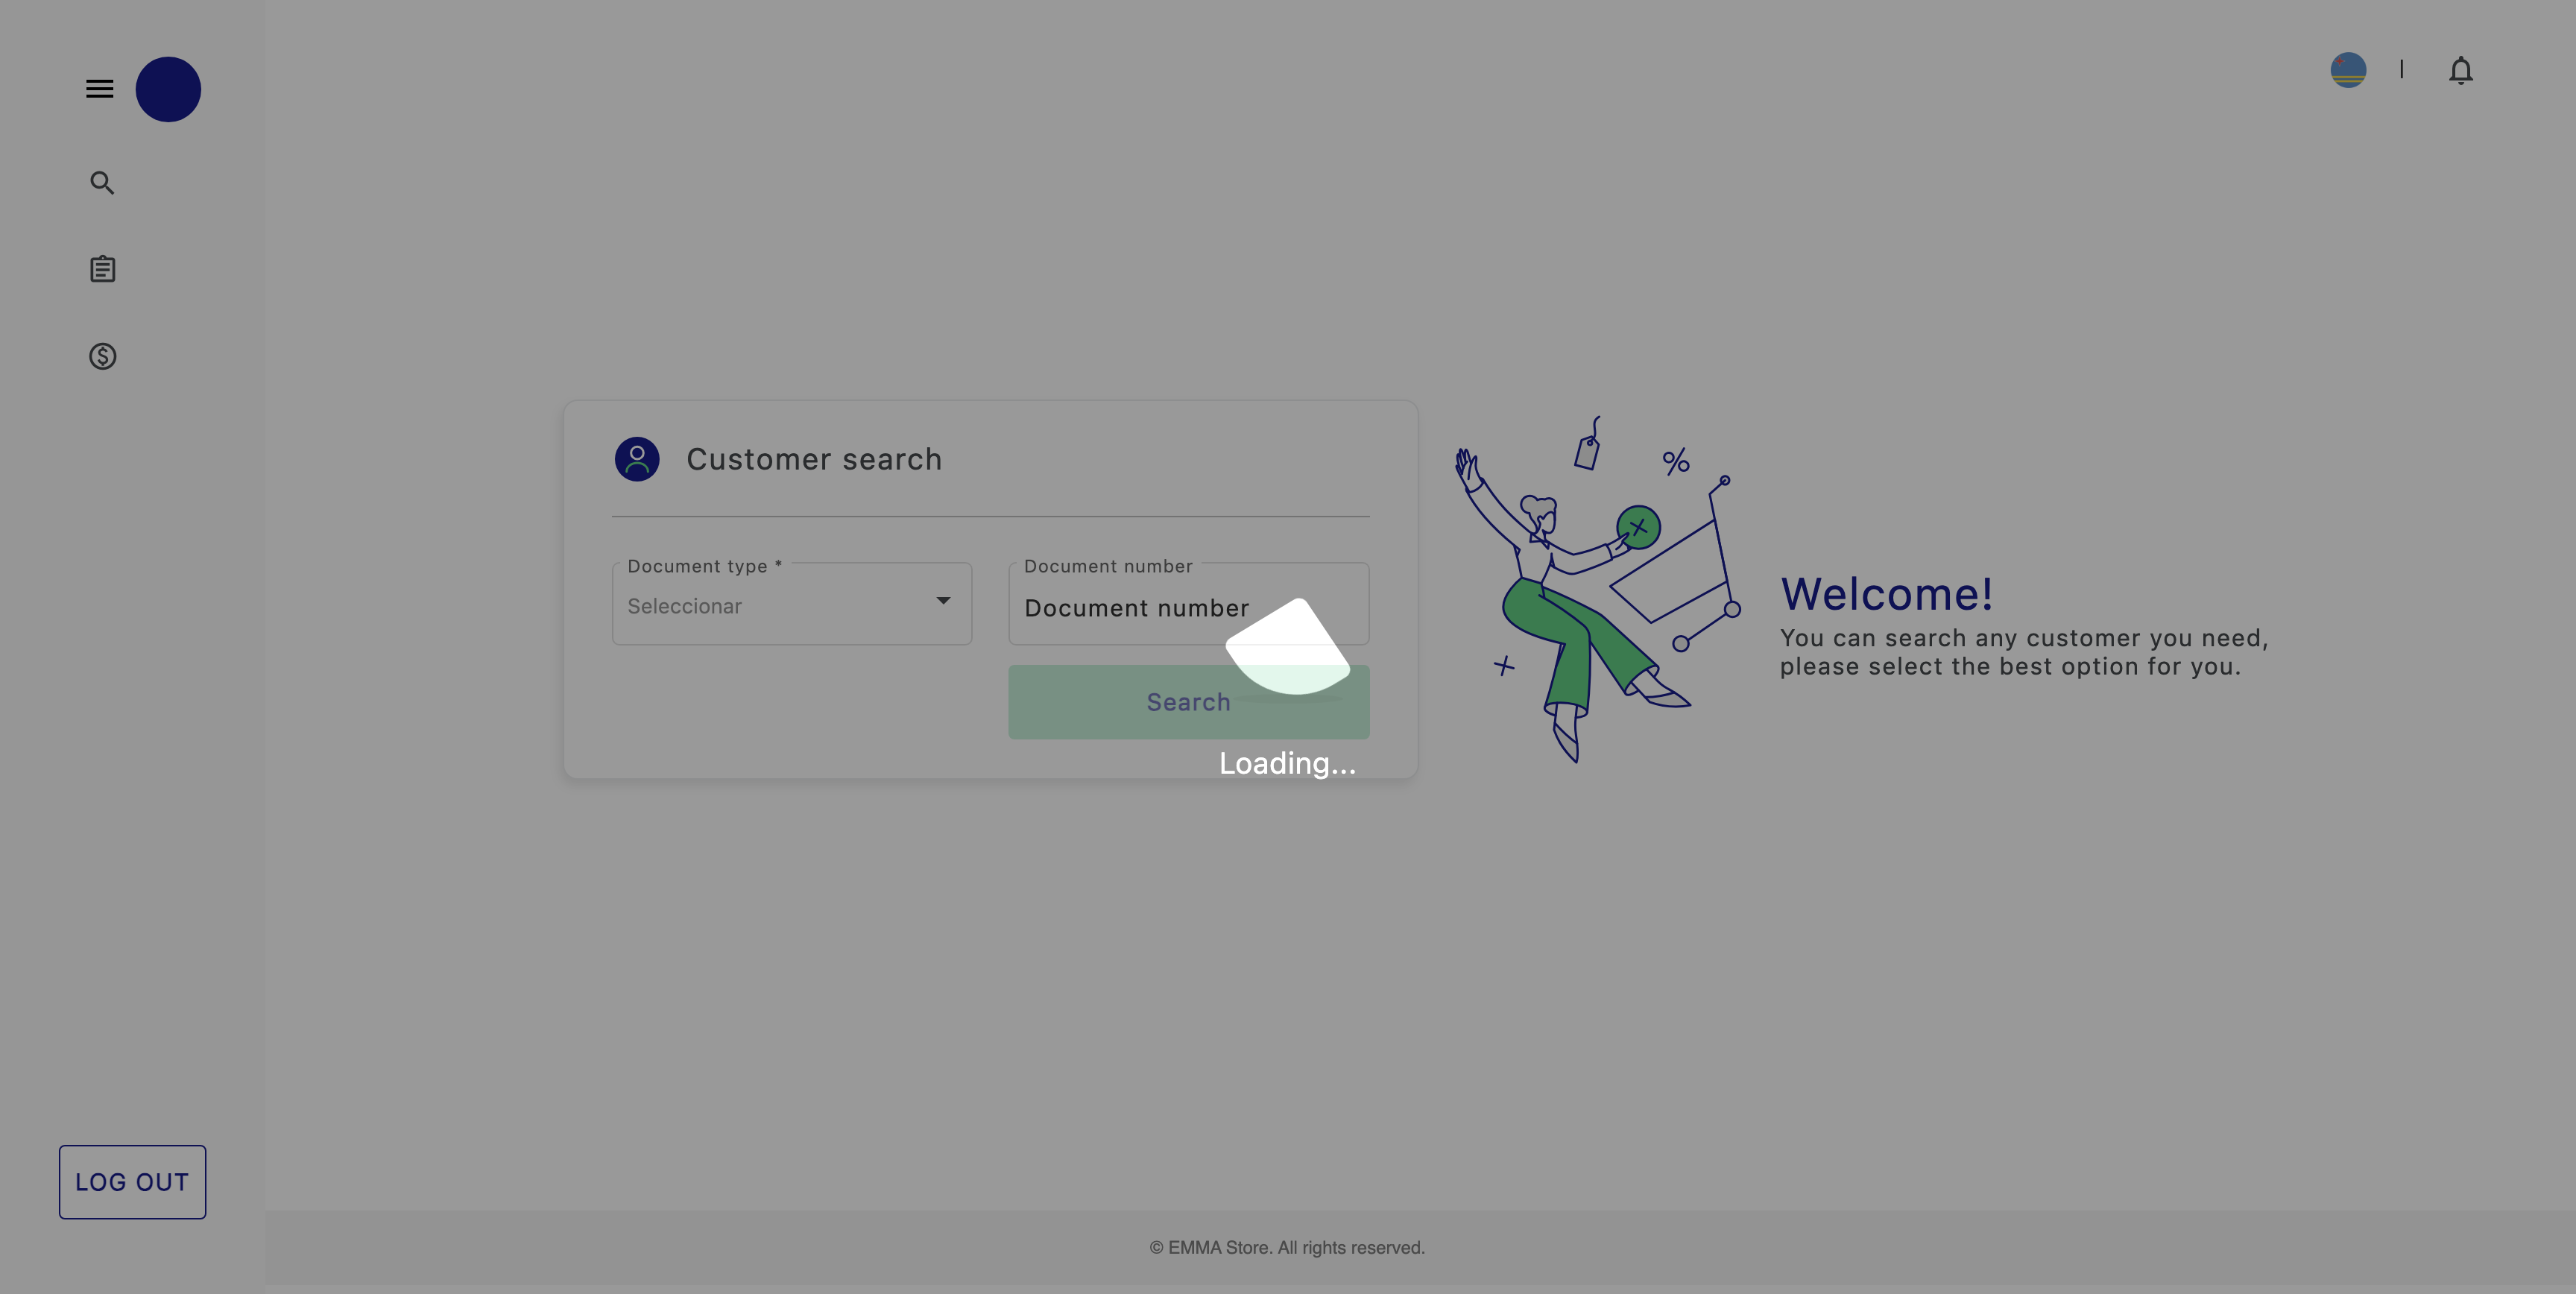 Customer search
Document type *
Seleccionar
Document number
Document number
Search
Loading...
Welcome!
You can search any customer you need,
please select the best option for you.
LOG OUT
© EMMA Store. All rights reserved.